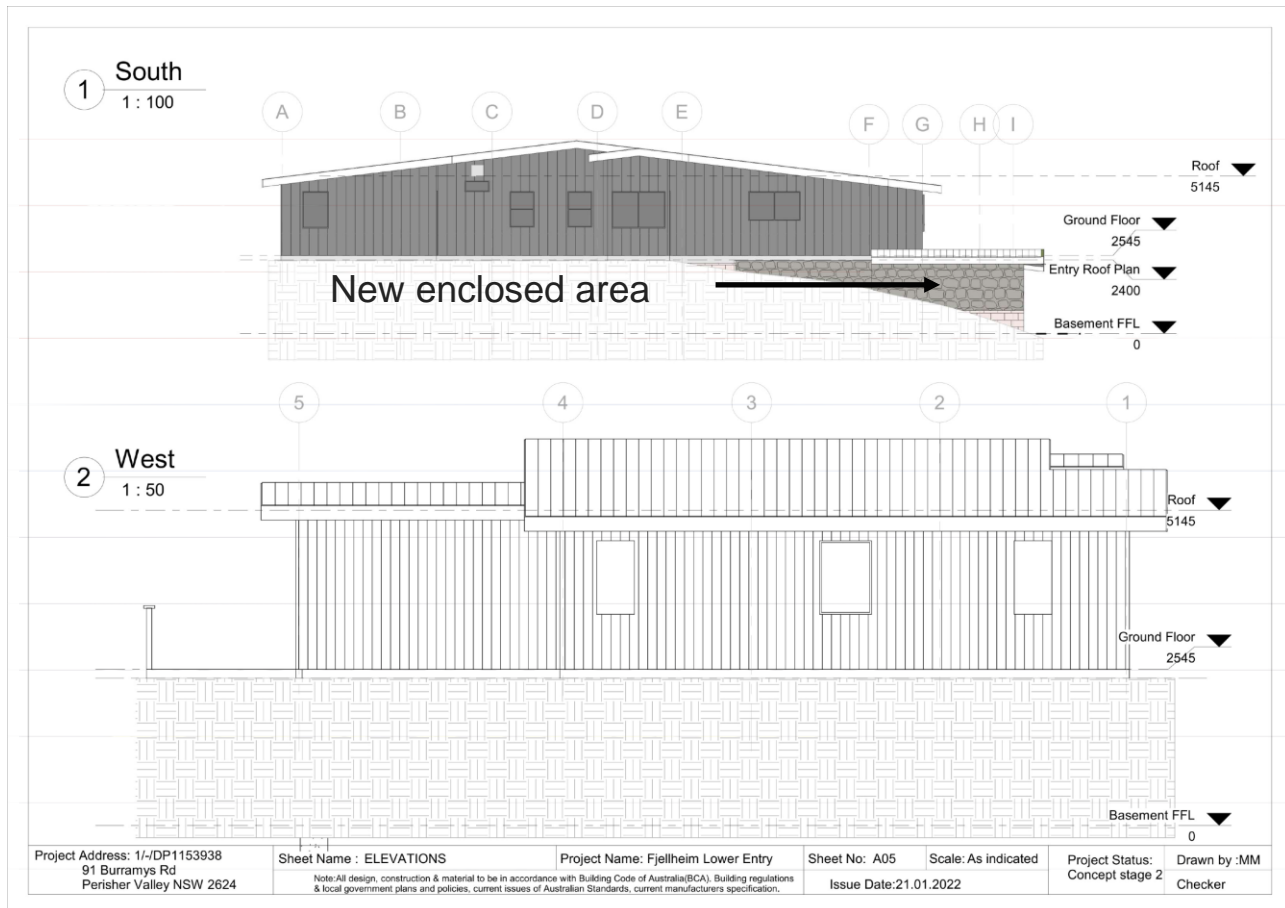 1
South
1 : 100
A
B
C
D
E
F
G
H
I
Roof
5145
Ground Floor
2545
Entry Roof Plan
2400
Basement FFL
0
New enclosed area
5
4
3
2
1
2
West
1 : 50
Roof
5145
Ground Floor
2545
Basement FFL
0
Project Address: 1/-/DP1153938
91 Burramys Rd
Perisher Valley NSW 2624
Sheet Name : ELEVATIONS
Project Name: Fjellheim Lower Entry
Sheet No: A05
Scale: As indicated
Note:All design, construction & material to be in accordance with Building Code of Australia(BCA). Building regulations
& local government plans and policies, current issues of Australian Standards, current manufacturers specification.
Issue Date:21.01.2022
Project Status:
Concept stage 2
Drawn by :MM
Checker